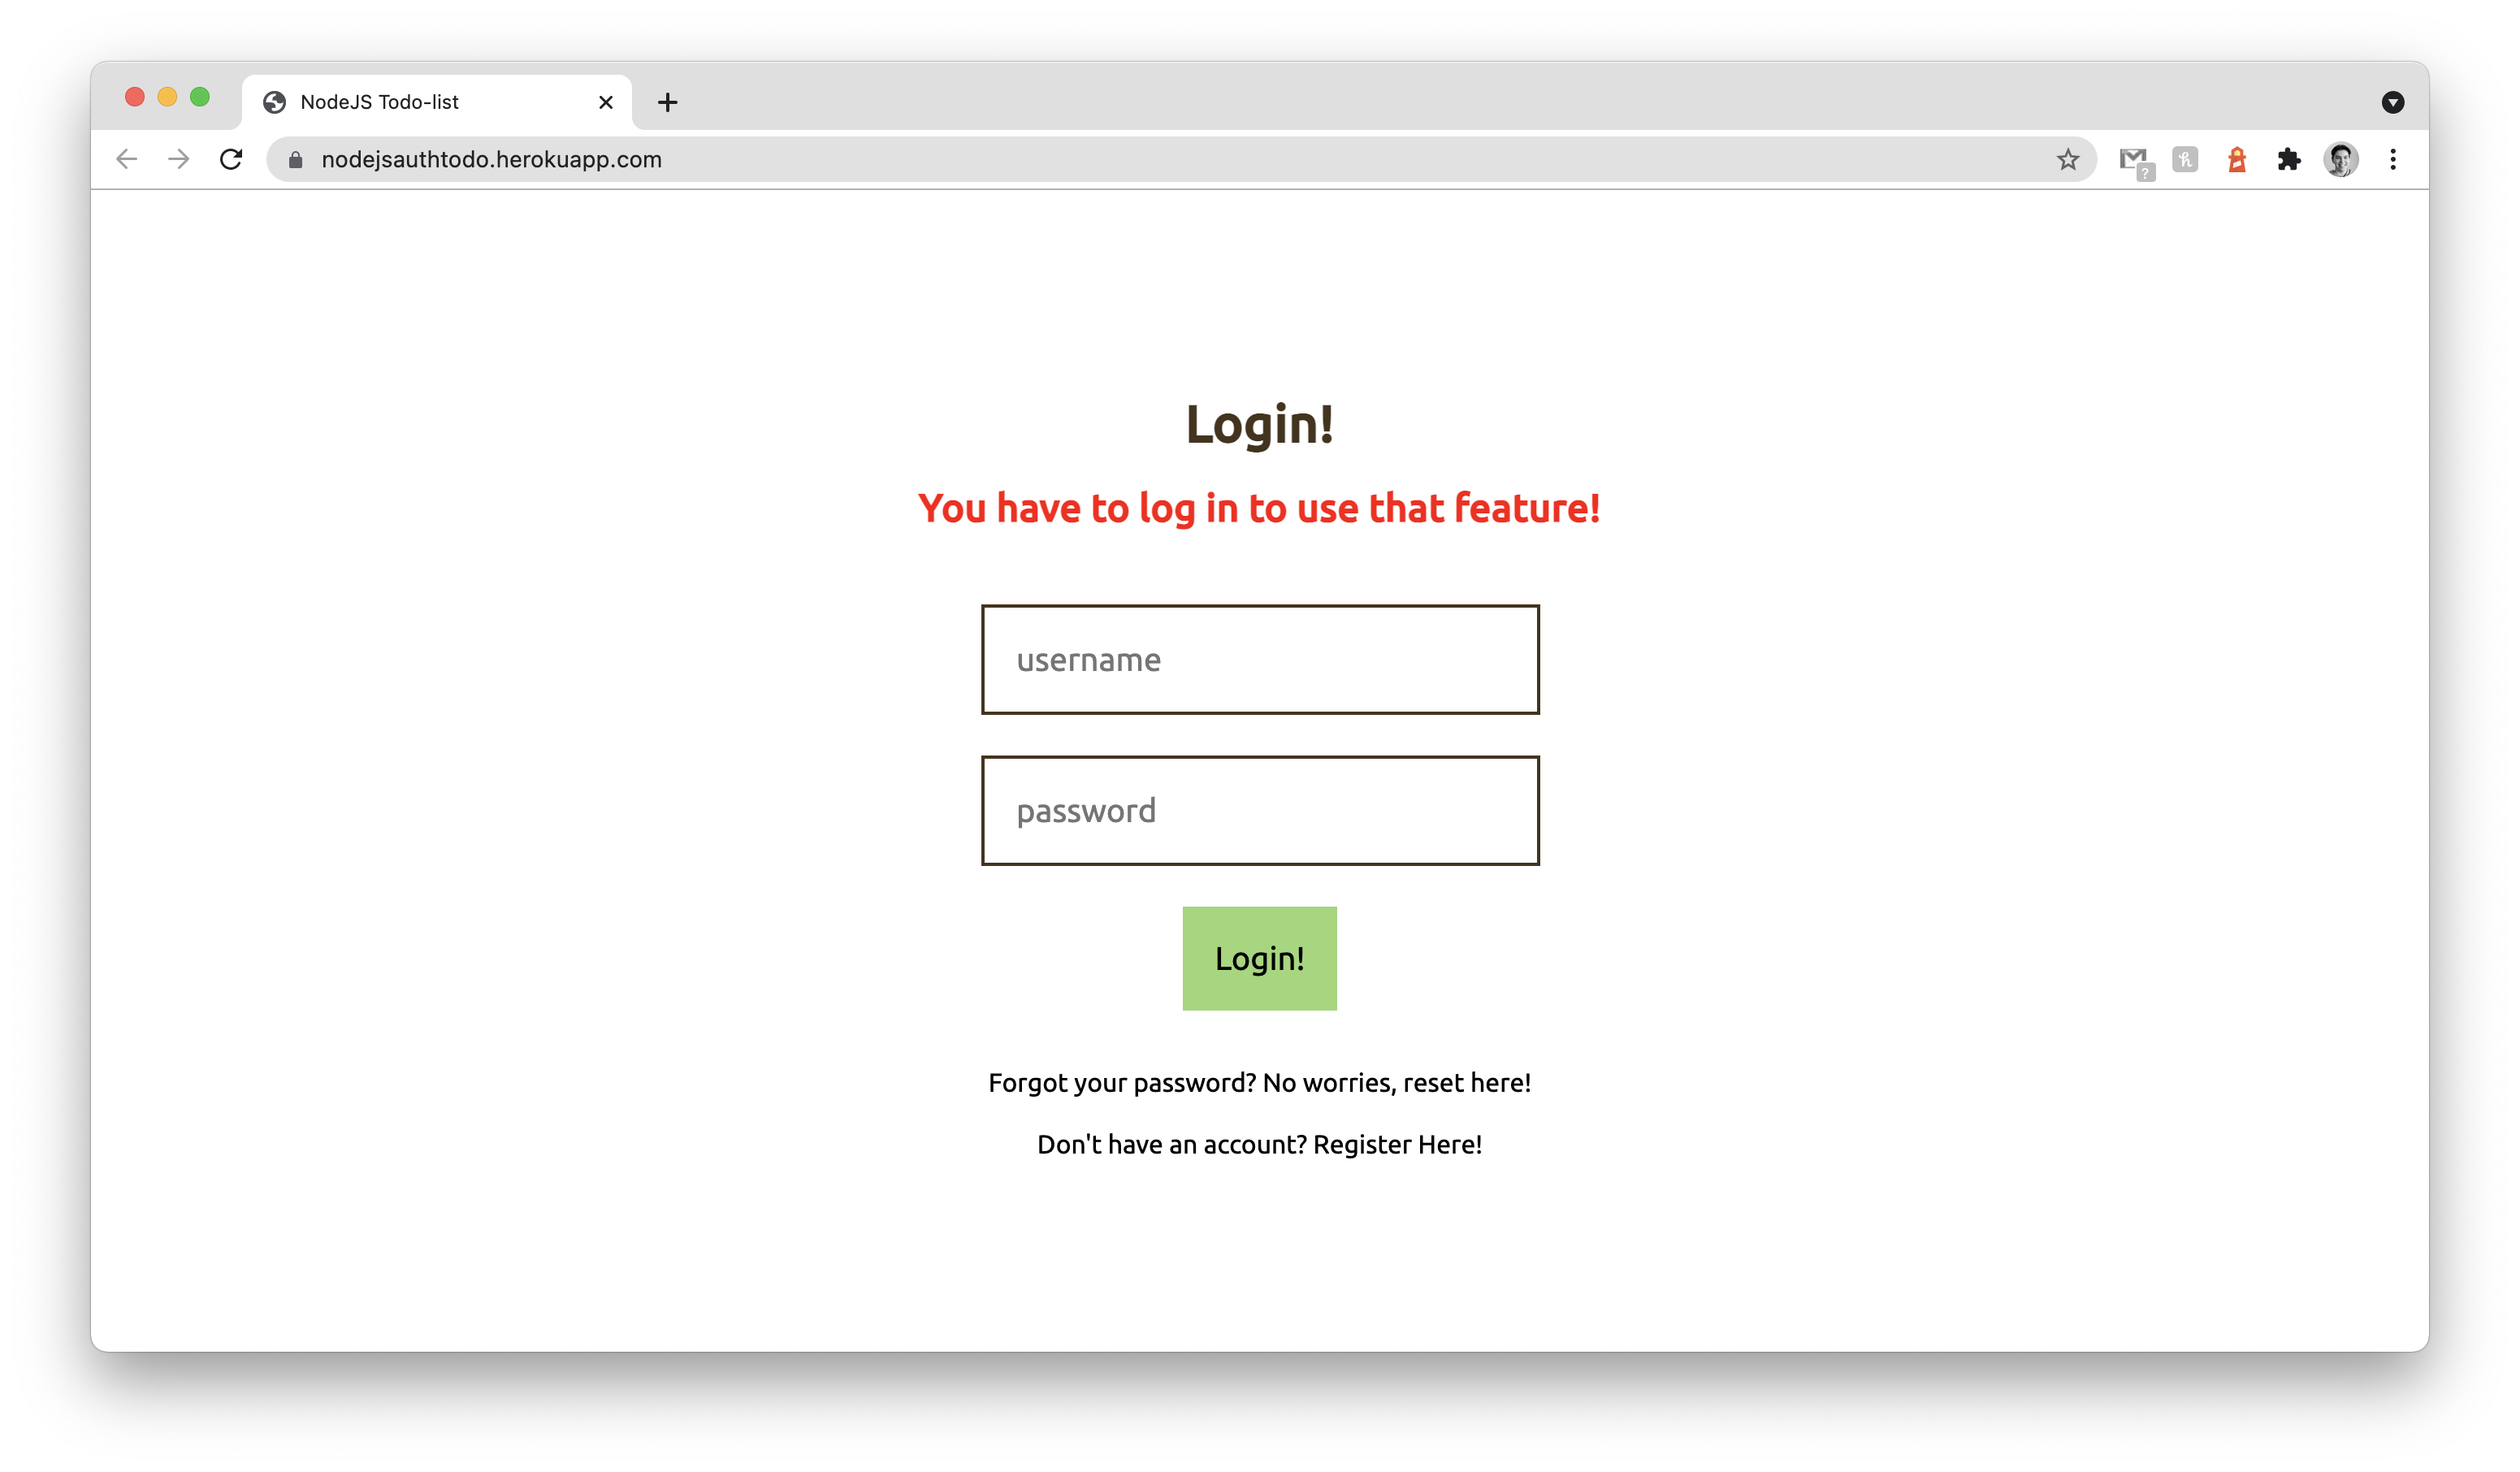 NodeJS Todo-list
nodejsauthtodo.herokuapp.com
?
h
Login!
You have to log in to use that feature!
username
password
Login!
Forgot your password? No worries, reset here!
Don't have an account? Register Here!